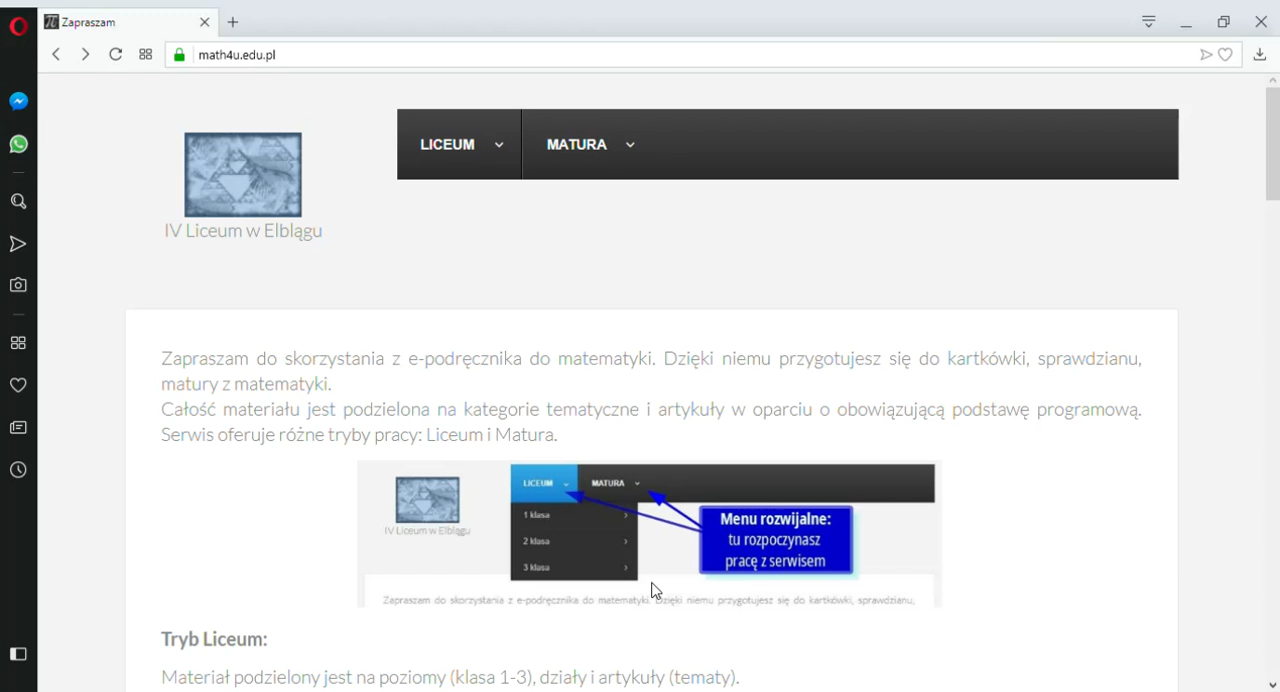 Zapraszam
math4u.edu.pl
LICEUM
MATURA
IV Liceum w Elblągu
Zapraszam do skorzystania z e-podręcznika do matematyki. Dzięki niemu przygotujesz się do kartkówki, sprawdzianu,
matury z matematyki.
Całość materiału jest podzielona na kategorie tematyczne i artykuły w oparciu o obowiązującą podstawę programową.
Serwis oferuje różne tryby pracy: Liceum i Matura.
LICEUM
MATURA
IV Liceum w Elblągu
1 klasa
2 klasa
3 klasa
Menu rozwijalne:
tu rozpoczynasz
pracę z serwisem
Zapraszam do skorzystania z e-podręcznika do matematyki. Dzięki niemu przygotujesz się do kartkówki, sprawdzianu,
Tryb Liceum:
Materiał podzielony jest na poziomy (klasa 1-3), działy i artykuły (tematy).